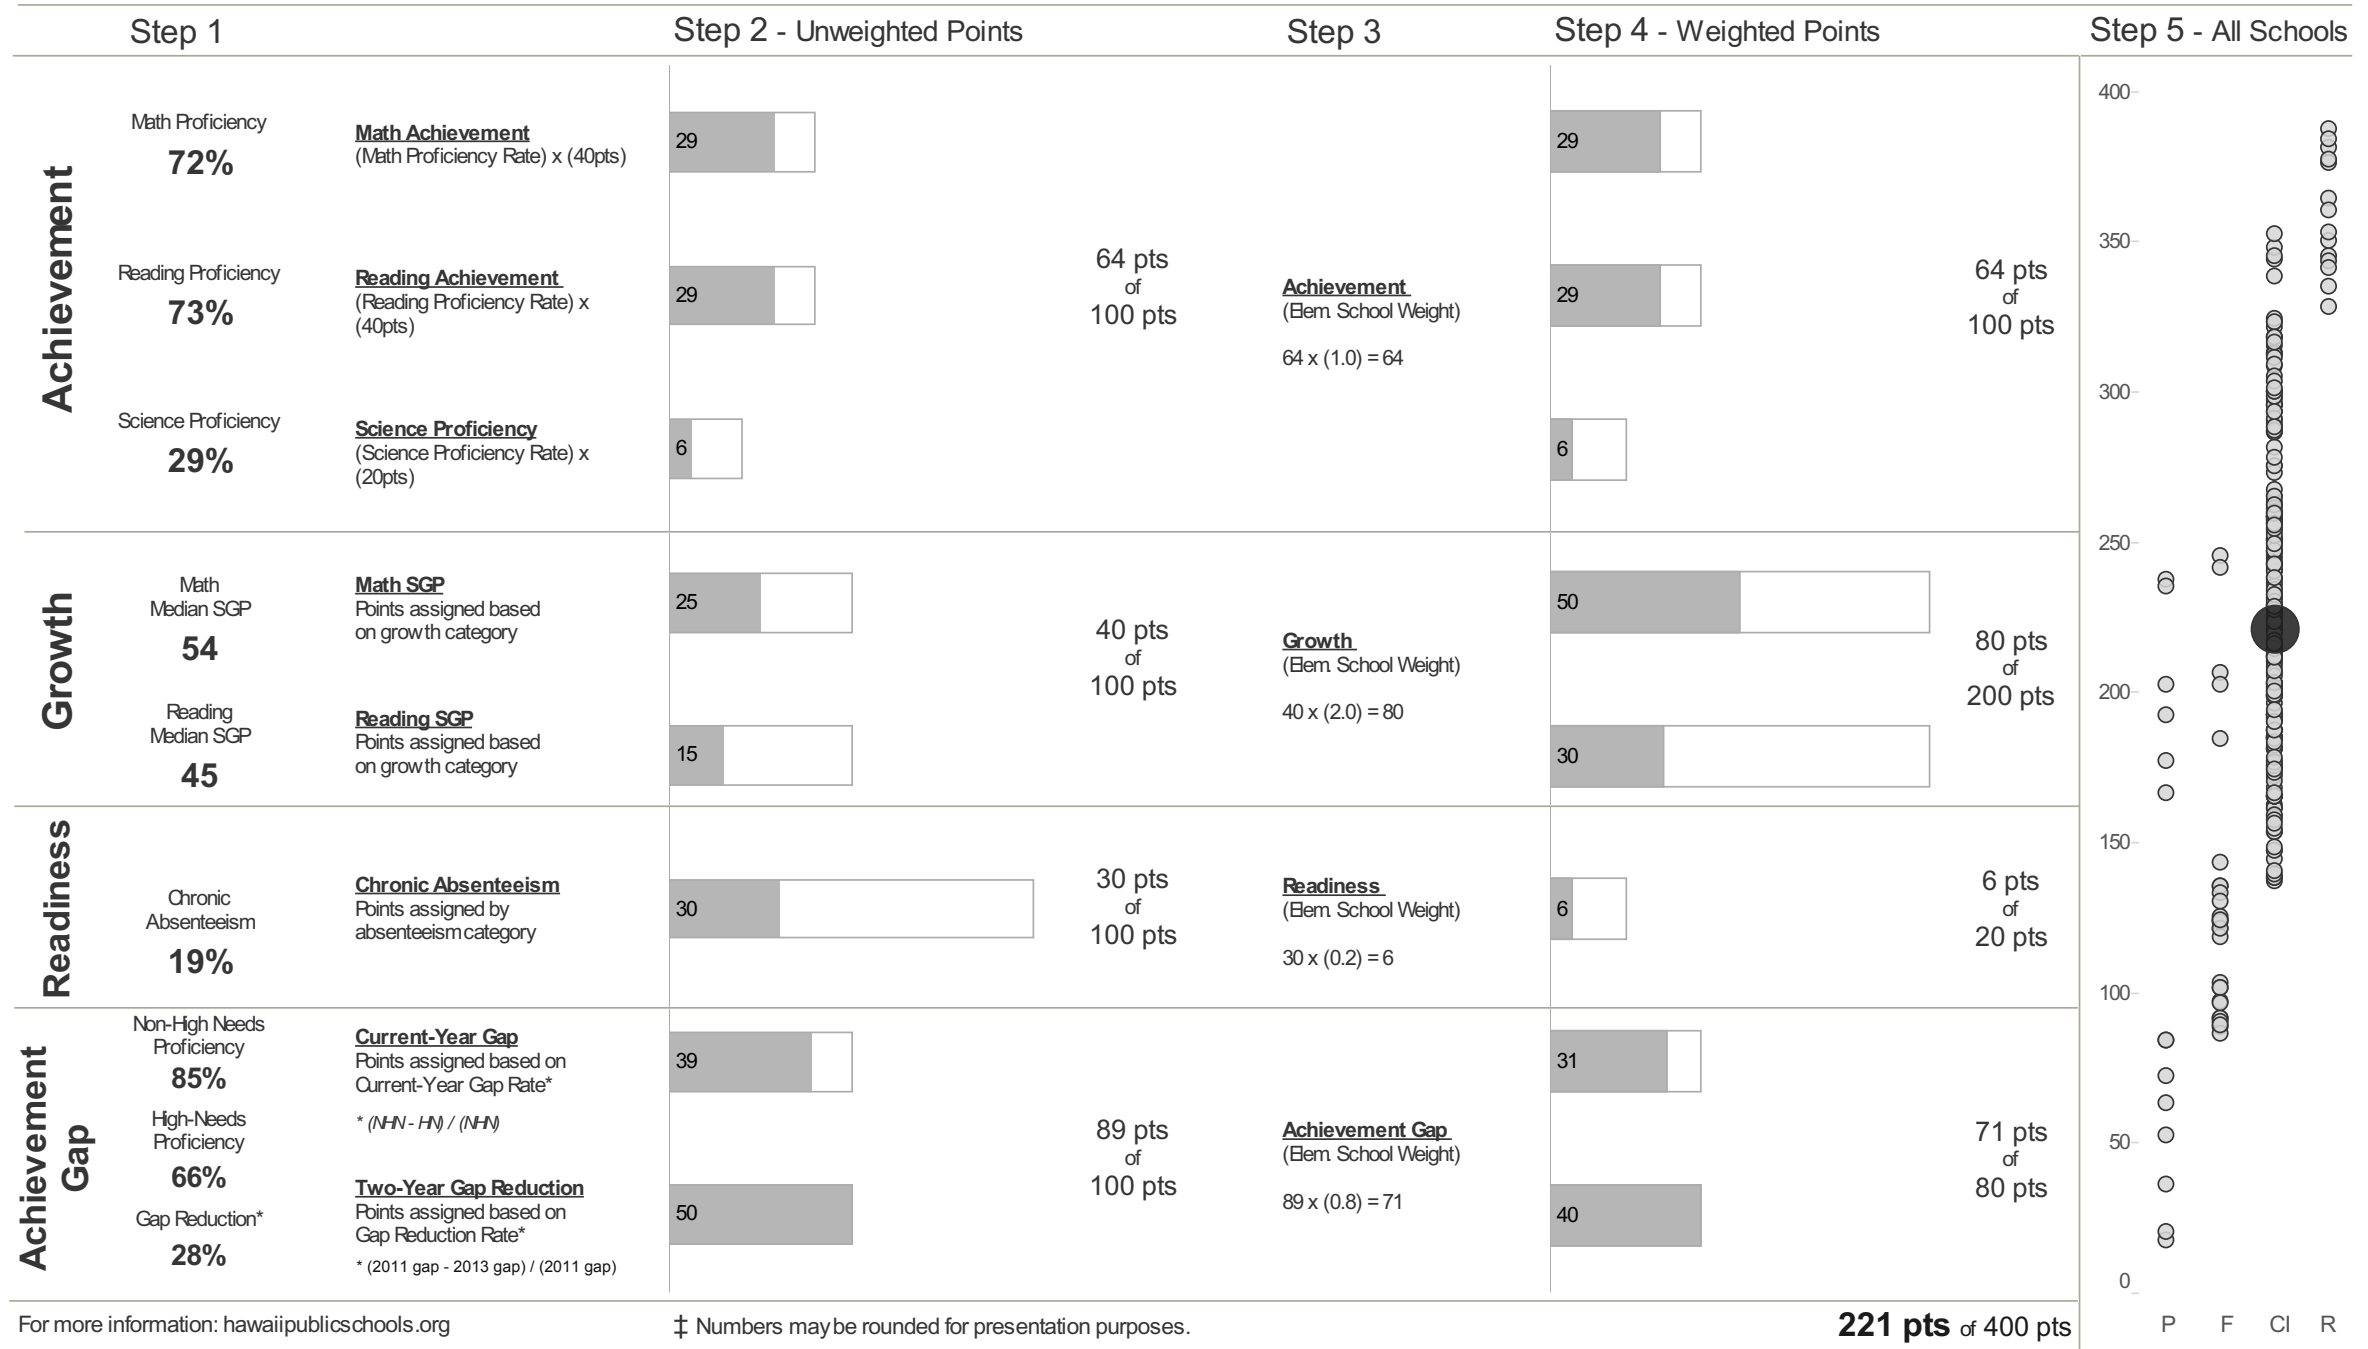 Step 1
Step 2 - Unweighted Points
Step 3
Step 4 - Weighted Points
Step 5 - All Schools
Achievement
Math Proficiency
72%
Math Achievement
(Math Proficiency Rate) x (40pts)
29
29
Reading Proficiency
73%
Reading Achievement
(Reading Proficiency Rate) x
(40pts)
29
64 pts
of
100 pts
Achievement
(Elem. School Weight)
64 x (1.0) = 64
29
64 pts
of
100 pts
Science Proficiency
29%
Science Proficiency
(Science Proficiency Rate) x
(20pts)
6
6
Growth
Math
Median SGP
54
Math SGP
Points assigned based
on growth category
25
40 pts
of
100 pts
Growth
(Elem. School Weight)
40 x (2.0) = 80
50
80 pts
of
200 pts
Reading
Median SGP
45
Reading SGP
Points assigned based
on growth category
15
30
Readiness
Chronic
Absenteeism
19%
Chronic Absenteeism
Points assigned by
absenteeism category
30
30 pts
of
100 pts
Readiness
(Elem. School Weight)
30 x (0.2) = 6
6
6 pts
of
20 pts
Achievement
Gap
Non-High Needs
Proficiency
85%
High-Needs
Proficiency
66%
Gap Reduction*
28%
Current-Year Gap
Points assigned based on
Current-Year Gap Rate*
* (NHN - HN) / (NHN)
Two-Year Gap Reduction
Points assigned based on
Gap Reduction Rate*
* (2011 gap - 2013 gap) / (2011 gap)
39
50
89 pts
of
100 pts
Achievement Gap
(Elem. School Weight)
89 x (0.8) = 71
31
40
71 pts
of
80 pts
400
350
300
250
200
150
100
50
0
P F CI R
For more information: hawaiipublicschools.org
‡ Numbers may be rounded for presentation purposes.
221 pts of 400 pts